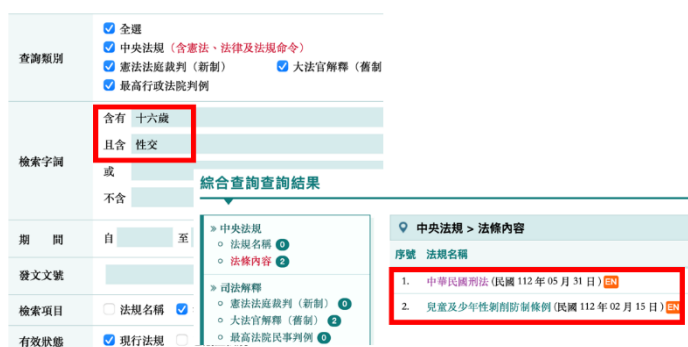 查詢類別
全選
中央法規（含憲法、法律及法規命令）
憲法法庭裁判（新制） 大法官解釋（舊制
最高行政法院判例
檢索字詞
含有 十六歲
且含 性交
或
不含
期 間
自 至
發文文號
檢索項目
法規名稱
有效狀態
現行法規
綜合查詢查詢結果
» 中央法規
法規名稱 0
法條內容 2
» 司法解釋
憲法法庭裁判（新制） 0
大法官解釋（舊制） 2
最高法院民事判例 0
中央法規 > 法條內容
序號 法規名稱
1. 中華民國刑法 (民國 112 年 05 月 31 日) EN
2. 兒童及少年性剝削防制條例 (民國 112 年 02 月 15 日) EN